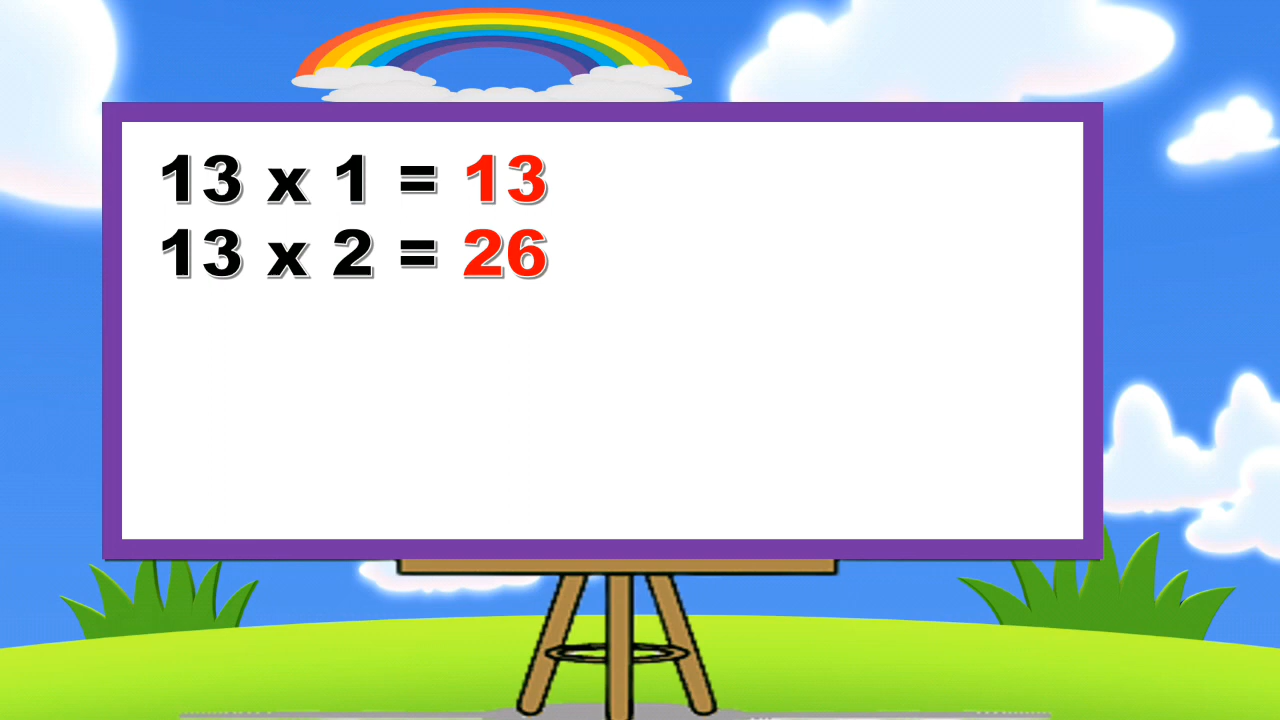 13 x 1 = 13
13 x 2 = 26